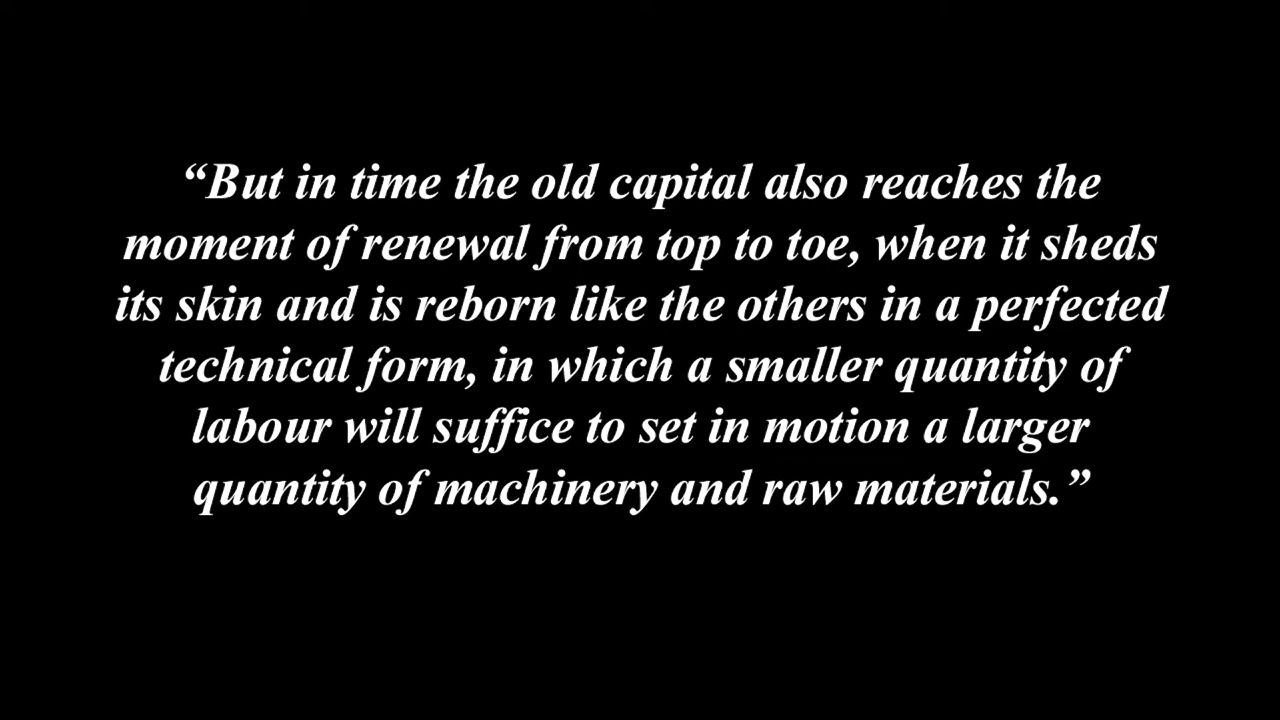 “But in time the old capital also reaches the
moment of renewal from top to toe, when it sheds
its skin and is reborn like the others in a perfected
technical form, in which a smaller quantity of
labour will suffice to set in motion a larger
quantity of machinery and raw materials.”